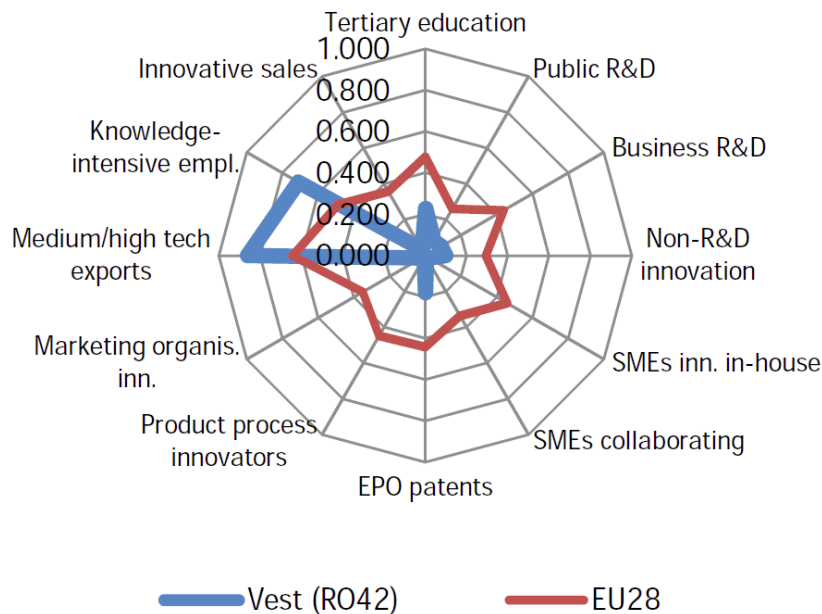 Tertiary education
1.000
Innovative sales
Public R&D
0.800
Knowledge-
intensive empl.
0.600
Business R&D
0.400
0.200
Medium/high tech
exports
0.000
Non-R&D
innovation
Marketing organis.
inn.
SMEs inn. in-house
Product process
innovators
SMEs collaborating
EPO patents
Vest (RO42)
EU28